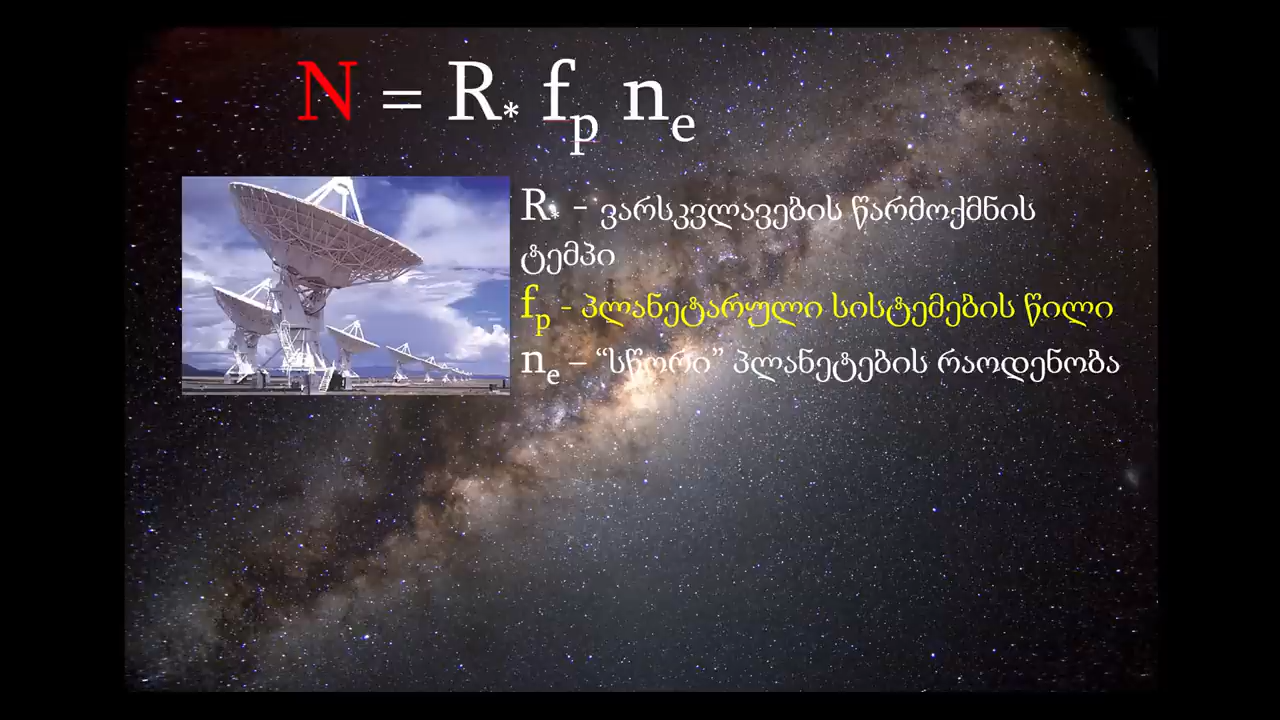 N = R* fp ne
R* – ვარსკვლავების წარმოქმნის
ტემპი
fp - პლანეტარული სისტემების წილი
ne – “სწორი” პლანეტების რაოდენობა